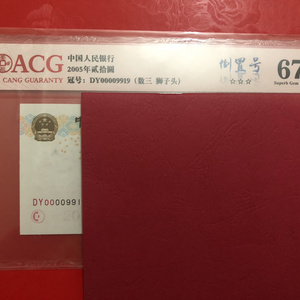 ACG
CANG GUARANTY
中国人民银行
2005年贰拾圆
冠号：DY00009919（数三 狮子头）
倒置号
☆☆☆
67
Superb Gem
DY0000991